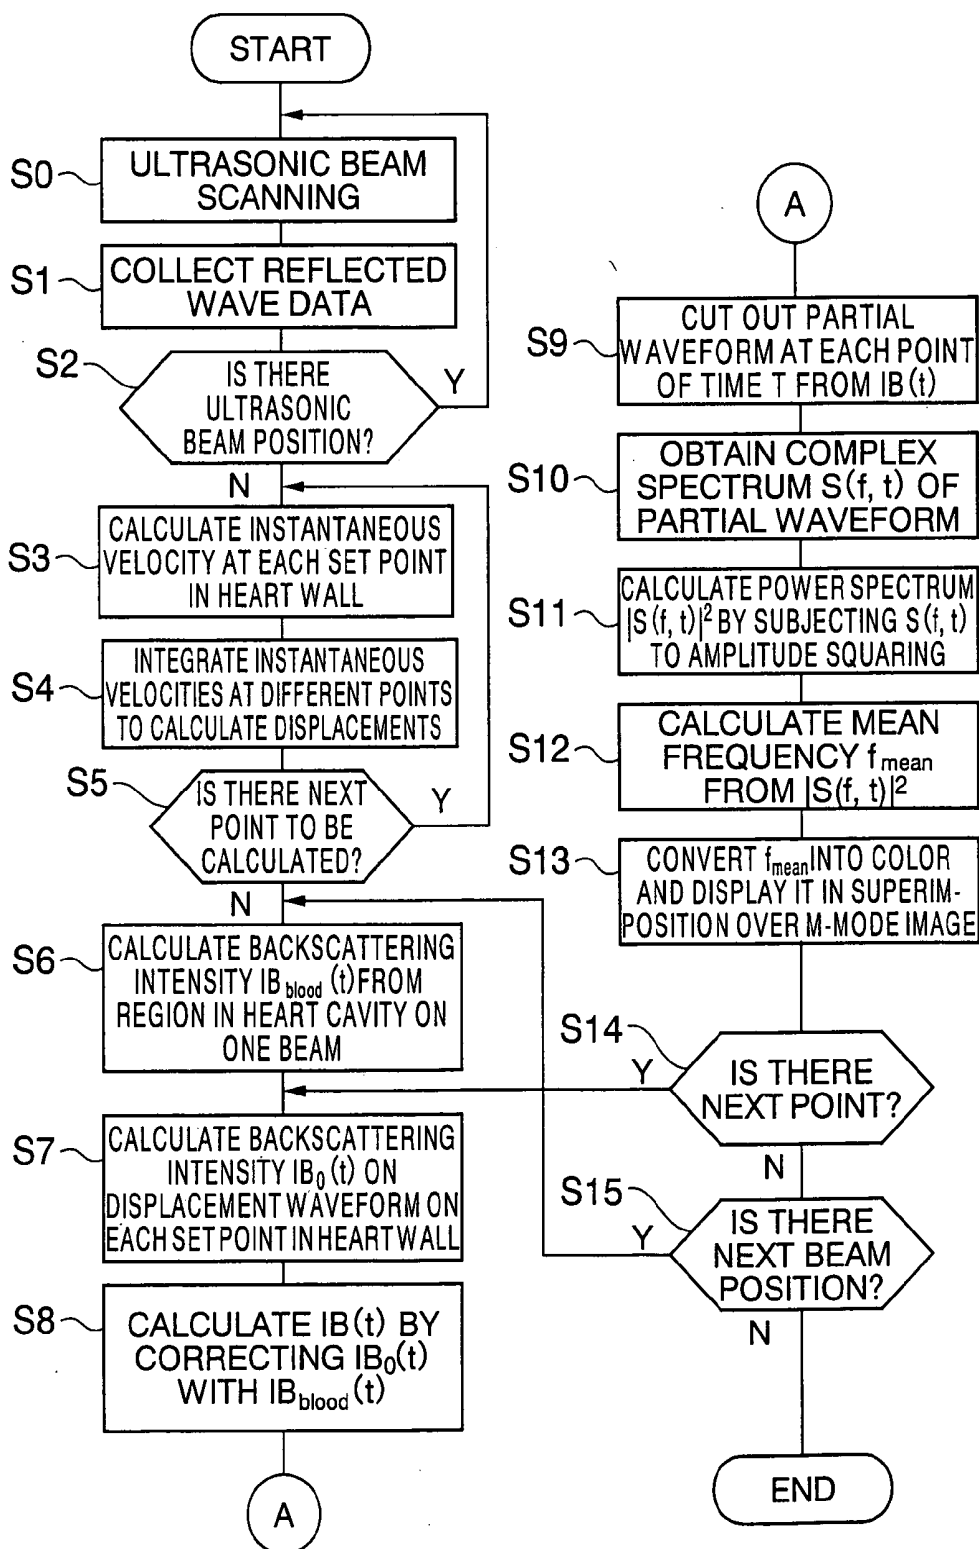 START
S0
ULTRASONIC BEAM
SCANNING
S1
COLLECT REFLECTED
WAVE DATA
S2
IS THERE
ULTRASONIC
BEAM POSITION?
Y
N
S3
CALCULATE INSTANTANEOUS
VELOCITY AT EACH SET POINT
IN HEART WALL
S4
INTEGRATE INSTANTANEOUS
VELOCITIES AT DIFFERENT POINTS
TO CALCULATE DISPLACEMENTS
S5
IS THERE NEXT
POINT TO BE
CALCULATED?
Y
N
S6
CALCULATE BACKSCATTERING
INTENSITY IB_blood (t) FROM
REGION IN HEART CAVITY ON
ONE BEAM
S7
CALCULATE BACKSCATTERING
INTENSITY IB_0 (t) ON
DISPLACEMENT WAVEFORM ON
EACH SET POINT IN HEART WALL
S8
CALCULATE IB(t) BY
CORRECTING IB_0(t)
WITH IB_blood(t)
A
A
S9
CUT OUT PARTIAL
WAVEFORM AT EACH POINT
OF TIME T FROM IB(t)
S10
OBTAIN COMPLEX
SPECTRUM S(f, t) OF
PARTIAL WAVEFORM
S11
CALCULATE POWER SPECTRUM
|S(f, t)|² BY SUBJECTING S(f, t)
TO AMPLITUDE SQUARING
S12
CALCULATE MEAN
FREQUENCY f_mean
FROM |S(f, t)|²
S13
CONVERT f_mean INTO COLOR
AND DISPLAY IT IN SUPERIM-
POSITION OVER M-MODE IMAGE
S14
IS THERE
NEXT POINT?
Y
N
S15
IS THERE
NEXT BEAM
POSITION?
Y
N
END